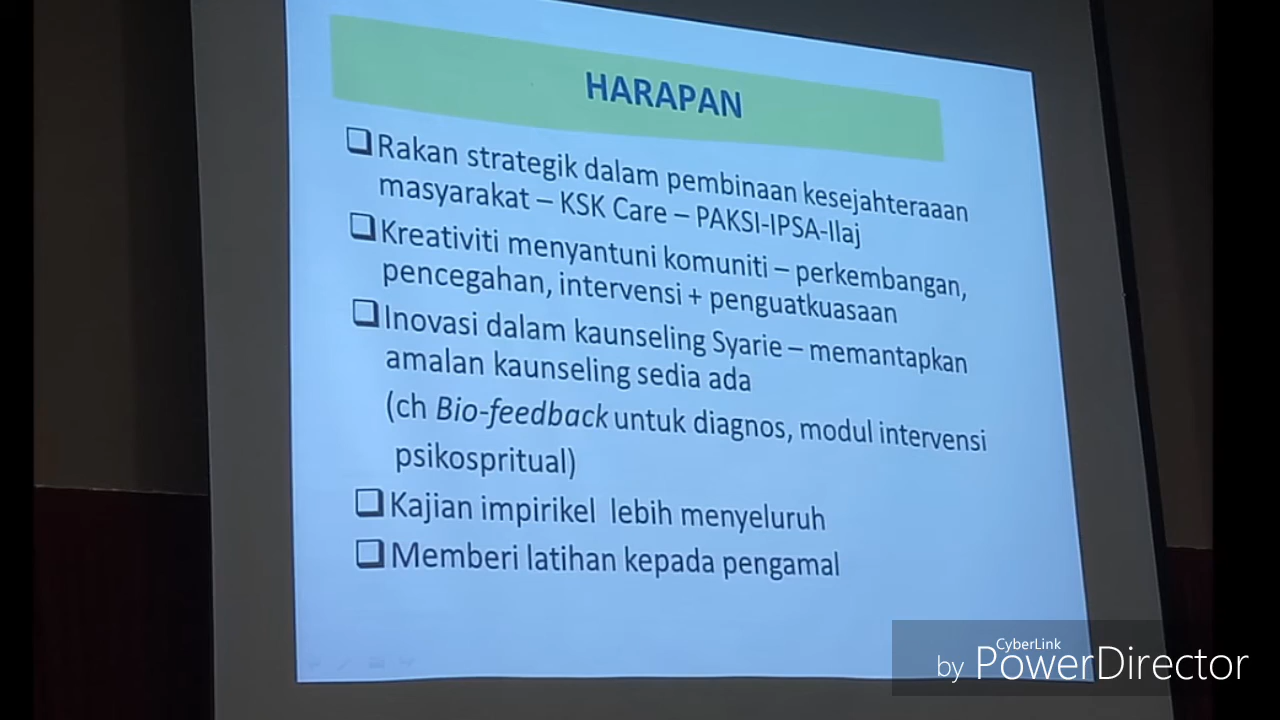 HARAPAN
❑Rakan strategik dalam pembinaan kesejahteraaan
masyarakat – KSK Care – PAKSI-IPSA-Ilaj
❑Kreativiti menyantuni komuniti – perkembangan,
pencegahan, intervensi + penguatkuasaan
❑Inovasi dalam kaunseling Syarie – memantapkan
amalan kaunseling sedia ada
(ch Bio-feedback untuk diagnos, modul intervensi
psikospritual)
❑Kajian impirikel lebih menyeluruh
❑Memberi latihan kepada pengamal
CyberLink
by PowerDirector